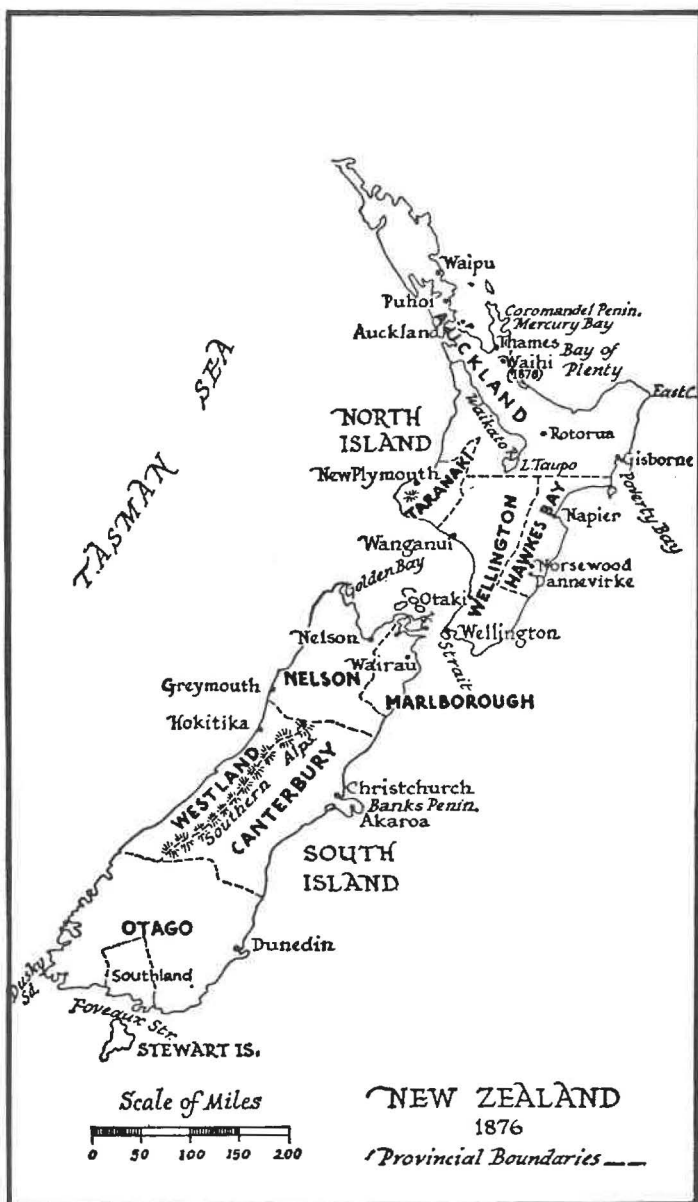 Waipu
Puhoi
Auckland
AUCKLAND
Coromandel Penin.
Mercury Bay
Thames
Waihi
(1878)
Bay of
Plenty
East C.
TASMAN SEA
NORTH
ISLAND
Waikato R.
Rotorua
L.Taupo
Gisborne
Poverty Bay
New Plymouth
TARANAKI
WELLINGTON
HAWKES BAY
Napier
Wanganui
Norsewood
Dannevirke
Golden Bay
Otaki
Wellington
Strait
Nelson
Wairau
NELSON
MARLBOROUGH
Greymouth
Hokitika
WESTLAND
Southern Alps
CANTERBURY
Christchurch
Banks Penin.
Akaroa
SOUTH
ISLAND
OTAGO
Dunedin
Southland
Dusky
Sd.
Foveaux Str.
STEWART IS.
Scale of Miles
0 50 100 150 200
NEW ZEALAND
1876
Provincial Boundaries